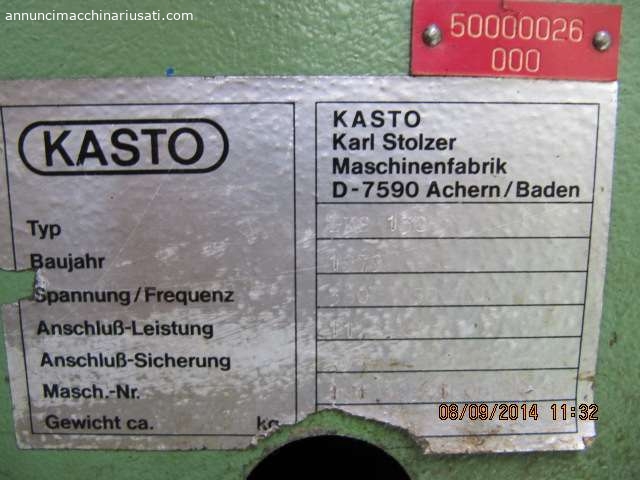 annuncimacchinariusati.com
50000026
000
KASTO
KASTO
Karl Stolzer
Maschinenfabrik
D-7590 Achern/Baden
Typ
Baujahr
Spannung/Frequenz
Anschluß-Leistung
Anschluß-Sicherung
Masch.-Nr.
Gewicht ca. kg
08/09/2014 11:32